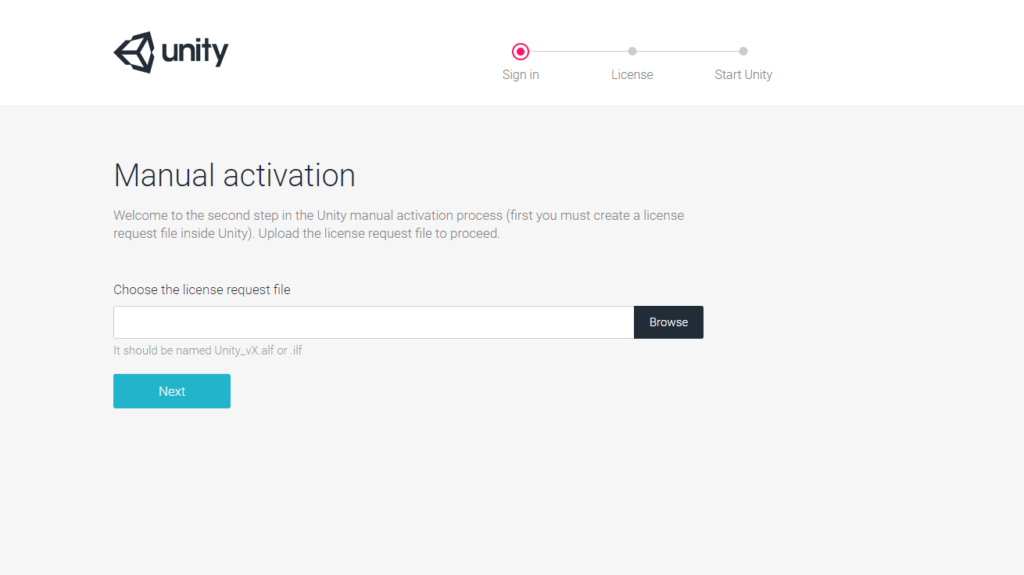 unity
Sign in
License
Start Unity
Manual activation
Welcome to the second step in the Unity manual activation process (first you must create a license
request file inside Unity). Upload the license request file to proceed.
Choose the license request file
Browse
It should be named Unity_vX.alf or .ilf
Next